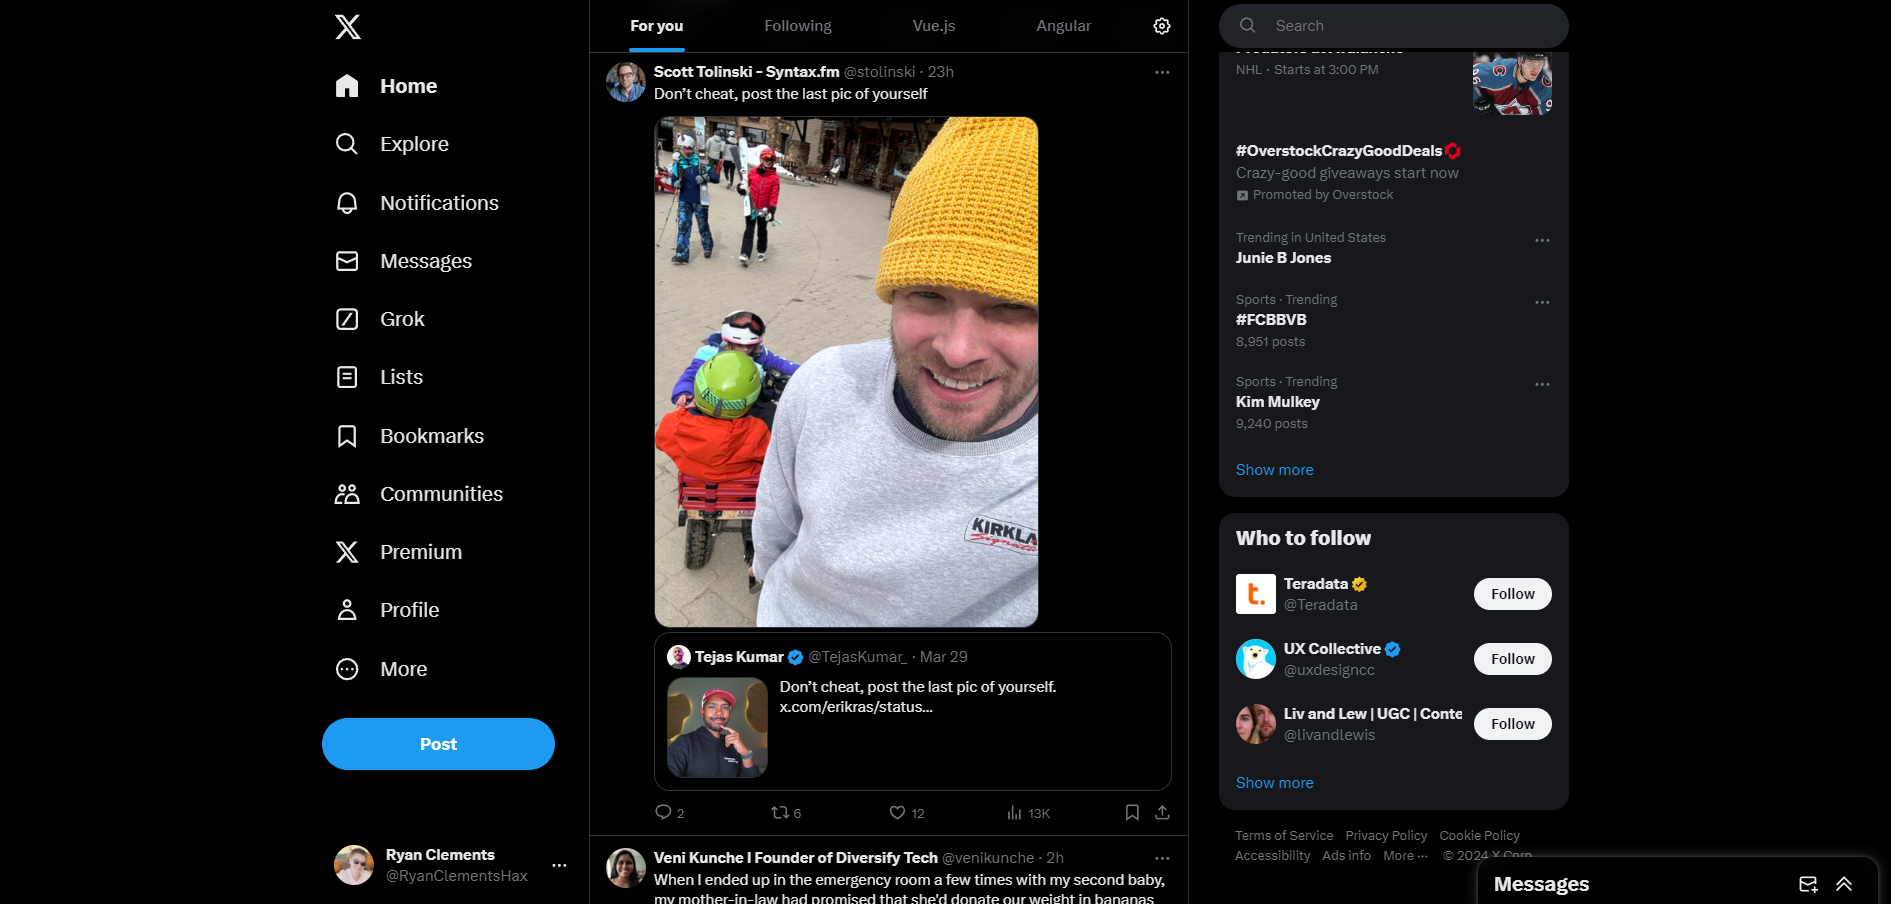 Home
Explore
Notifications
Messages
Grok
Lists
Bookmarks
Communities
Premium
Profile
More
Post
Ryan Clements
@RyanClementsHax
For you
Following
Vue.js
Angular
Scott Tolinski - Syntax.fm @stolinski · 23h
Don't cheat, post the last pic of yourself
KIRKLA
Signatu
Tejas Kumar @TejasKumar_ · Mar 29
Don't cheat, post the last pic of yourself.
x.com/erikras/status...
2
6
12
13K
Veni Kunche I Founder of Diversify Tech @venikunche · 2h
When I ended up in the emergency room a few times with my second baby,
my mother-in-law had promised that she'd donate our weight in bananas
Search
NHL · Starts at 3:00 PM
#OverstockCrazyGoodDeals
Crazy-good giveaways start now
Promoted by Overstock
Trending in United States
Junie B Jones
Sports · Trending
#FCBBVB
8,951 posts
Sports · Trending
Kim Mulkey
9,240 posts
Show more
Who to follow
Teradata
@Teradata
Follow
UX Collective
@uxdesigncc
Follow
Liv and Lew | UGC | Conte
@livandlewis
Follow
Show more
Terms of Service Privacy Policy Cookie Policy
Accessibility Ads info More ··· © 2024 X Corp.
Messages